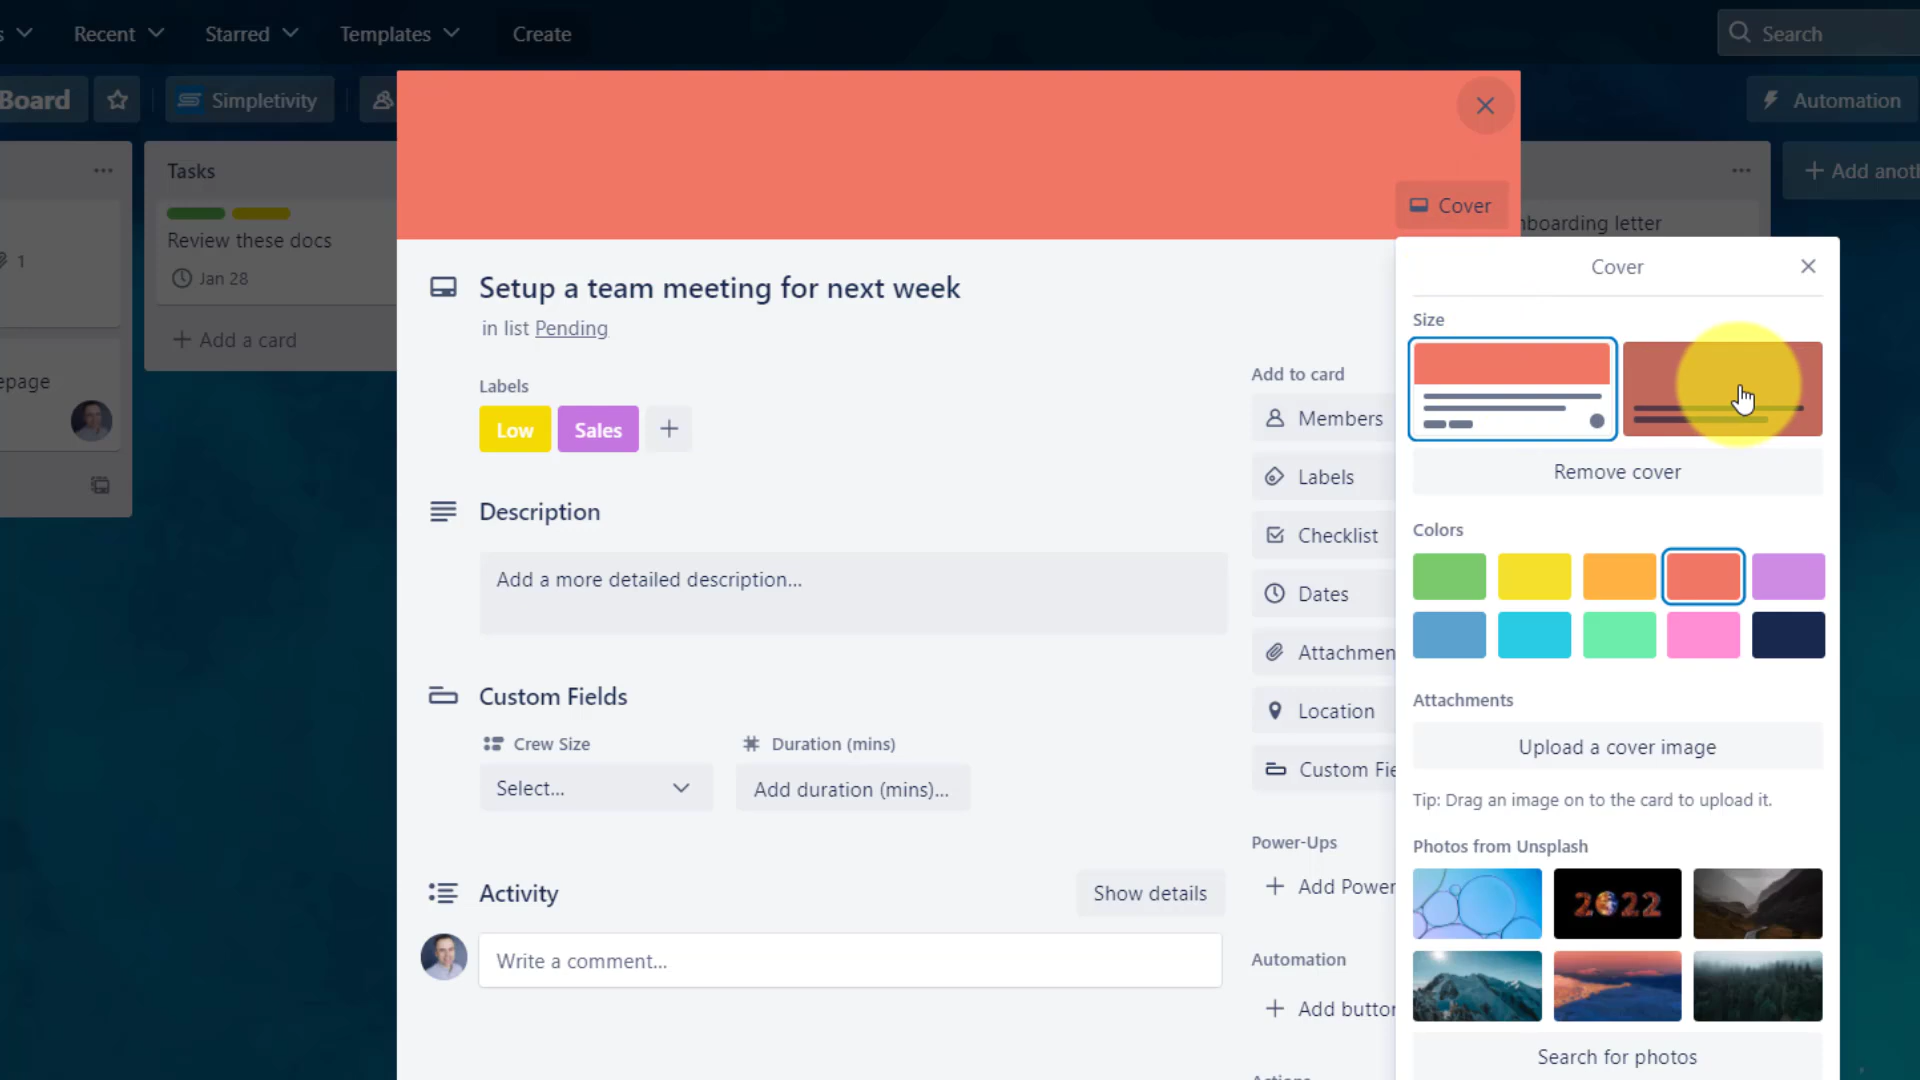 s
Recent
Starred
Templates
Create
Search
Board
Simpletivity
Automation
Tasks
Review these docs
Jan 28
Add a card
1
epage
nboarding letter
Add anoth
Cover
Setup a team meeting for next week
in list Pending
Labels
Low
Sales
Description
Add a more detailed description...
Custom Fields
Crew Size
Duration (mins)
Select...
Add duration (mins)...
Activity
Show details
Write a comment...
Add to card
Members
Labels
Checklist
Dates
Attachmen
Location
Custom Fie
Power-Ups
Add Power
Automation
Add button
Actions
Cover
Size
Remove cover
Colors
Attachments
Upload a cover image
Tip: Drag an image on to the card to upload it.
Photos from Unsplash
2022
Search for photos